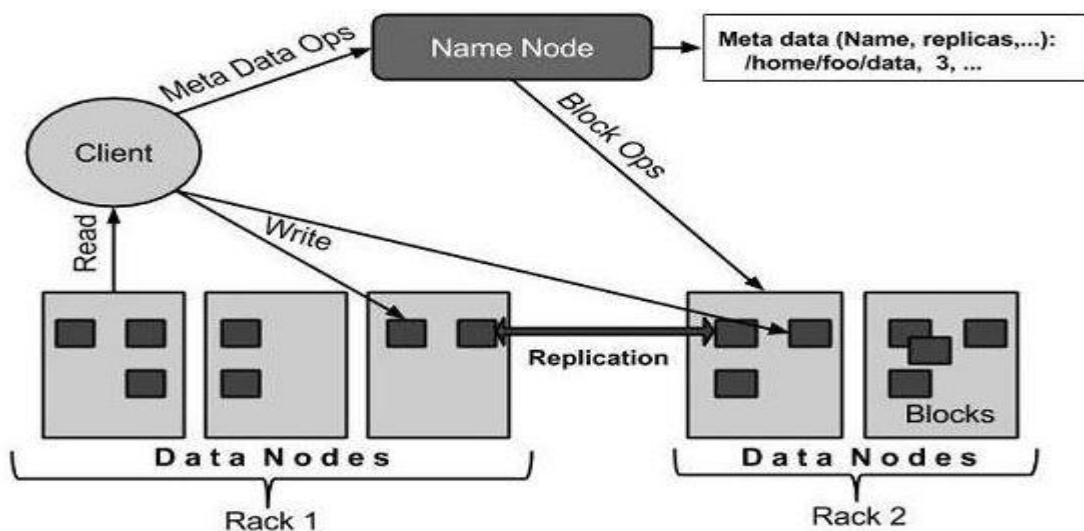 Meta Data Ops
Name Node
Meta data (Name, replicas,...):
/home/foo/data, 3, ...
Client
Block Ops
Read
Write
Replication
Blocks
Data Nodes
Data Nodes
Rack 1
Rack 2